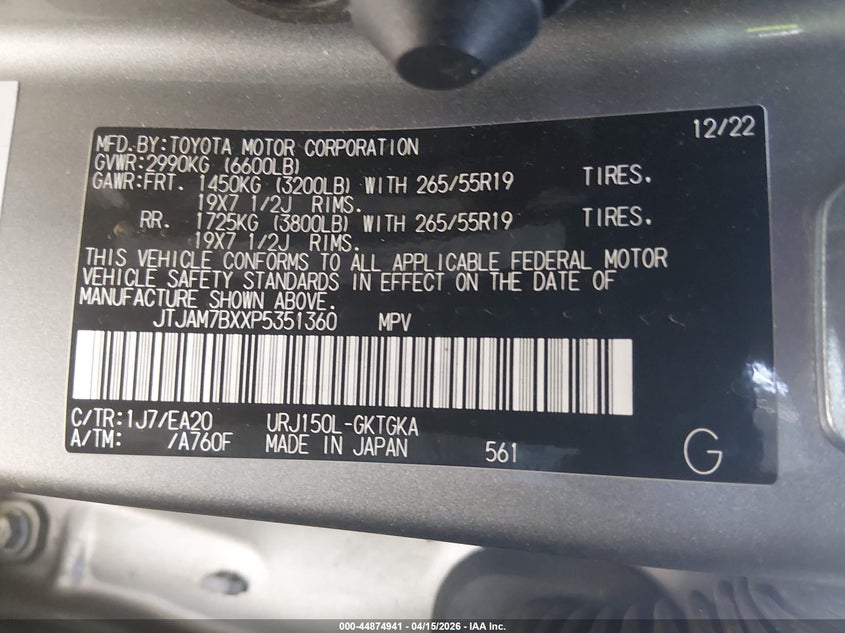 12/22
MFD.BY:TOYOTA MOTOR CORPORATION
GVWR:2990KG (6600LB)
GAWR:FRT. 1450KG (3200LB) WITH 265/55R19 TIRES.
19X7 1/2J RIMS.
RR. 1725KG (3800LB) WITH 265/55R19 TIRES.
19X7 1/2J RIMS.
THIS VEHICLE CONFORMS TO ALL APPLICABLE FEDERAL MOTOR
VEHICLE SAFETY STANDARDS IN EFFECT ON THE DATE OF
MANUFACTURE SHOWN ABOVE.
JTJAM7BXXP5351360 MPV
C/TR:1J7/EA20 URJ150L-GKTGKA
A/TM: /A760F MADE IN JAPAN 561
G
000-44874941 - 04/15/2026 - IAA Inc.